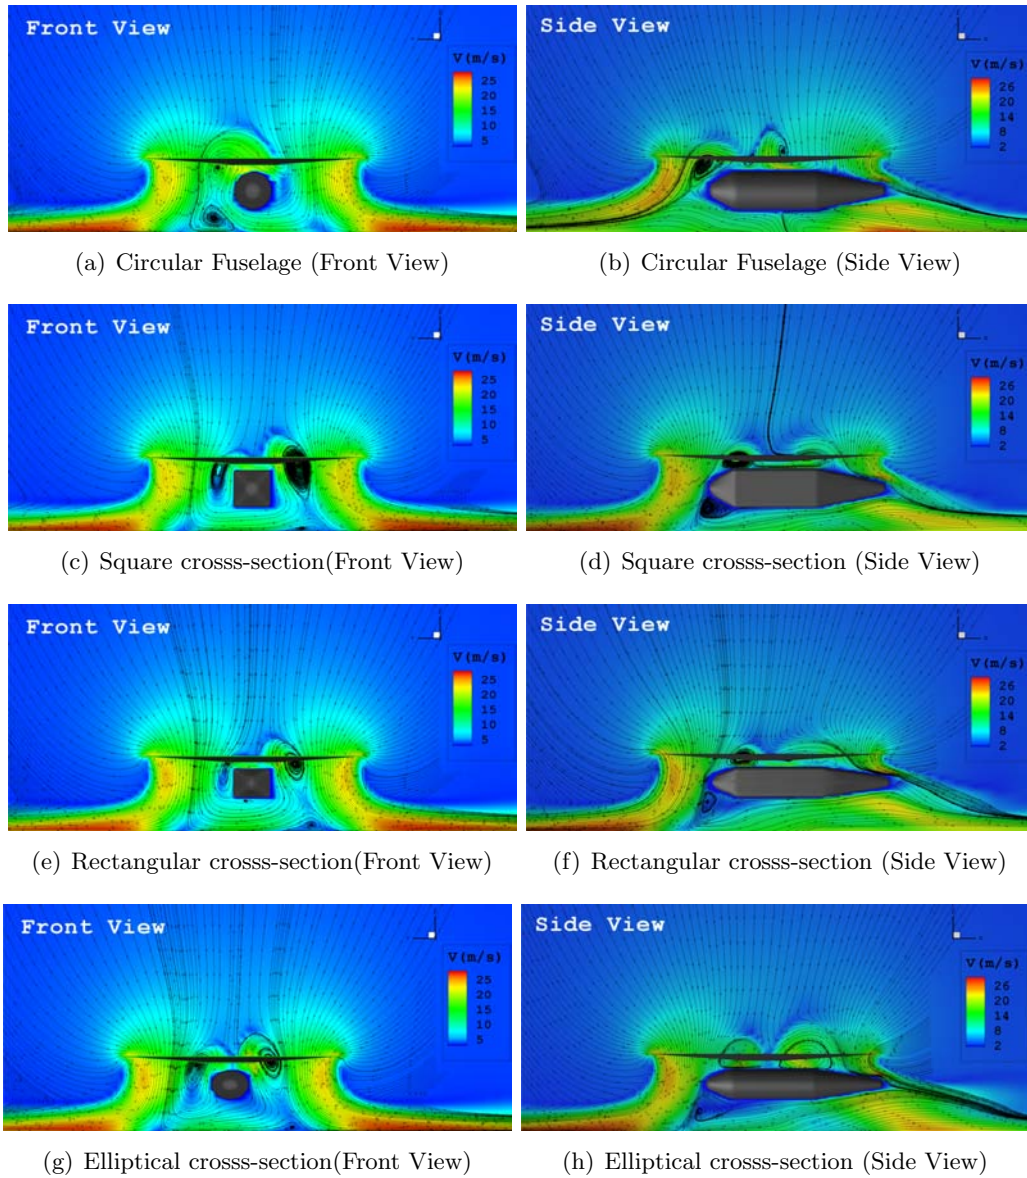 Front View
V(m/s)
25
20
15
10
5
Side View
V(m/s)
26
20
14
8
2
(a) Circular Fuselage (Front View)
(b) Circular Fuselage (Side View)
Front View
V(m/s)
25
20
15
10
5
Side View
V(m/s)
26
20
14
8
2
(c) Square crosss-section(Front View)
(d) Square crosss-section (Side View)
Front View
V(m/s)
25
20
15
10
5
Side View
V(m/s)
26
20
14
8
2
(e) Rectangular crosss-section(Front View)
(f) Rectangular crosss-section (Side View)
Front View
V(m/s)
25
20
15
10
5
Side View
V(m/s)
26
20
14
8
2
(g) Elliptical crosss-section(Front View)
(h) Elliptical crosss-section (Side View)